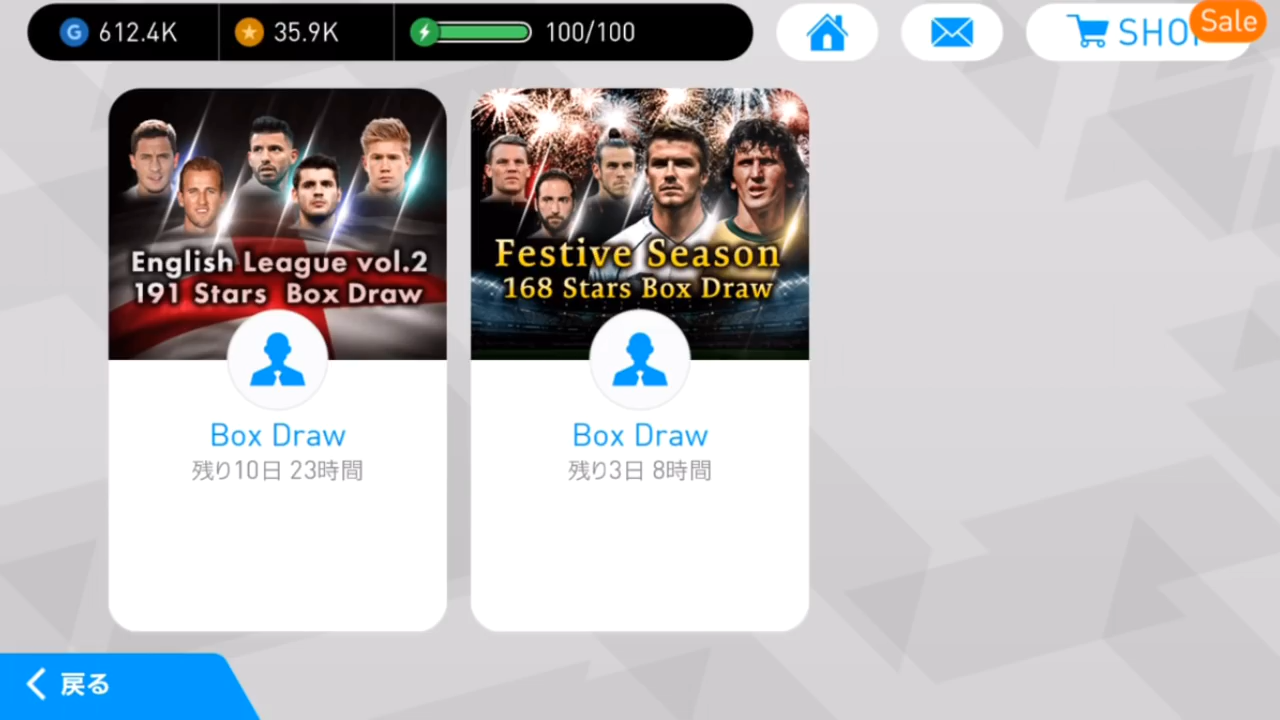 G 612.4K
35.9K
100/100
SHO
Sale
English League vol.2
191 Stars Box Draw
Box Draw
残り10日 23時間
Festive Season
168 Stars Box Draw
Box Draw
残り3日 8時間
戻る